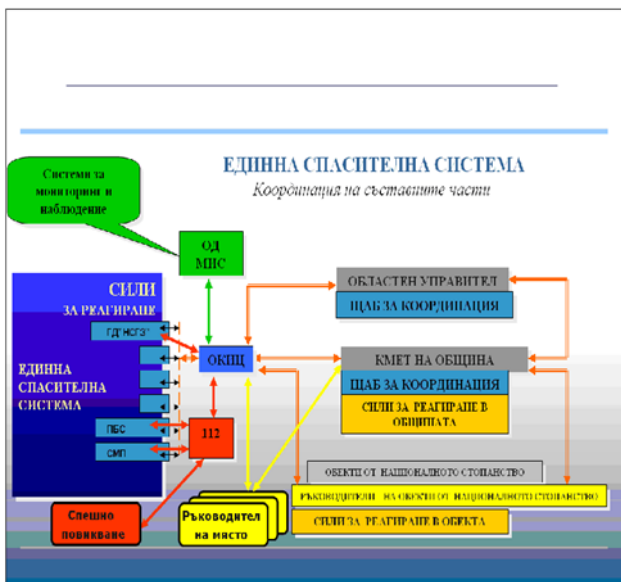 ЕДИННА СПАСИТЕЛНА СИСТЕМА
Координация на съставните части
Системи за
мониторинг и
наблюдение
ОД
МИС
СИЛИ
ЗА РЕАГИРАНЕ
ЕДИННА
СПАСИТЕЛНА
СИСТЕМА
ПБС
СМП
ОКИЦ
112
ОБЛАСТЕН УПРАВИТЕЛ
ЩАБ ЗА КООРДИНАЦИЯ
КМЕТ НА ОБЩИНА
ЩАБ ЗА КООРДИНАЦИЯ
СИЛИ ЗА РЕАГИРАНЕ В
ОБЩИНАТА
ОБЕКТИ ОТ НАЦИОНАЛНОТО СТОПАНСТВО
РЪКОВОДИТЕЛИ НА ОБЕКТИ ОТ НАЦИОНАЛНОТО СТОПАНСТВО
СИЛИ ЗА РЕАГИРАНЕ В ОБЕКТА
Спешно
повикване
Ръководител
на място